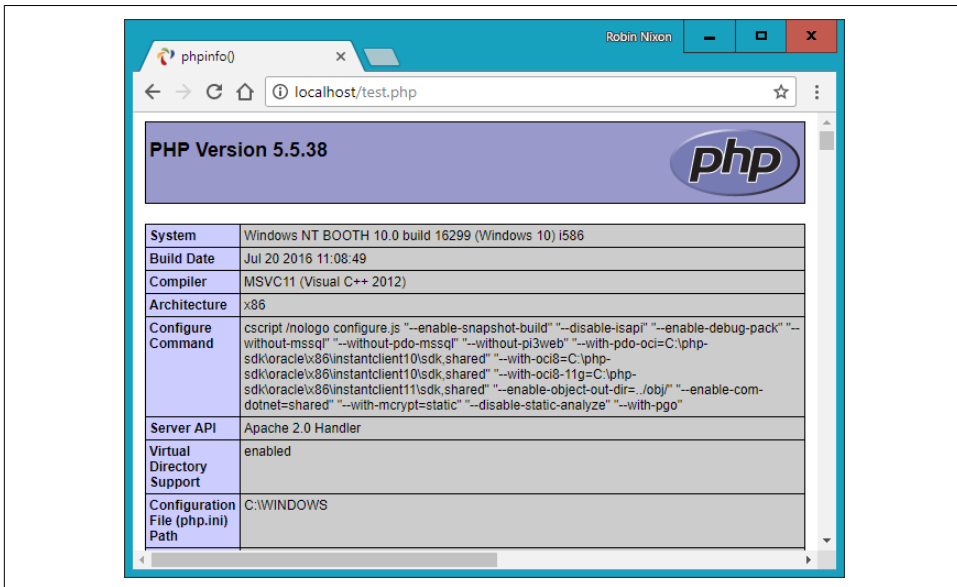 Robin Nixon
phpinfo()
localhost/test.php
PHP Version 5.5.38
php
System
Windows NT BOOTH 10.0 build 16299 (Windows 10) i586
Build Date
Jul 20 2016 11:08:49
Compiler
MSVC11 (Visual C++ 2012)
Architecture
x86
Configure
Command
cscript /nologo configure.js "--enable-snapshot-build" "--disable-isapi" "--enable-debug-pack" "--
without-mssql" "--without-pdo-mssql" "--without-pi3web" "--with-pdo-oci=C:\php-
sdk\oracle\x86\instantclient10\sdk,shared" "--with-oci8=C:\php-
sdk\oracle\x86\instantclient10\sdk,shared" "--with-oci8-11g=C:\php-
sdk\oracle\x86\instantclient11\sdk,shared" "--enable-object-out-dir=../obj/" "--enable-com-
dotnet=shared" "--with-mcrypt=static" "--disable-static-analyze" "--with-pgo"
Server API
Apache 2.0 Handler
Virtual
Directory
Support
enabled
Configuration
File (php.ini)
Path
C:\WINDOWS